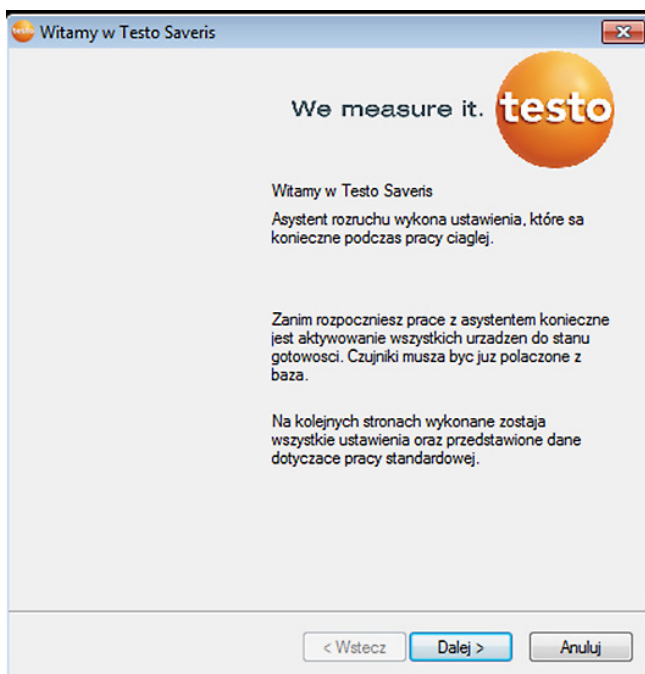 Witamy w Testo Saveris
We measure it. testo
Witamy w Testo Saveris
Asystent rozruchu wykona ustawienia, które sa
konieczne podczas pracy ciaglej.
Zanim rozpoczniesz prace z asystentem konieczne
jest aktywowanie wszystkich urzadzen do stanu
gotowosci. Czujniki musza byc juz polaczone z
baza.
Na kolejnych stronach wykonane zostaja
wszystkie ustawienia oraz przedstawione dane
dotyczace pracy standardowej.
< Wstecz Dalej > Anuluj